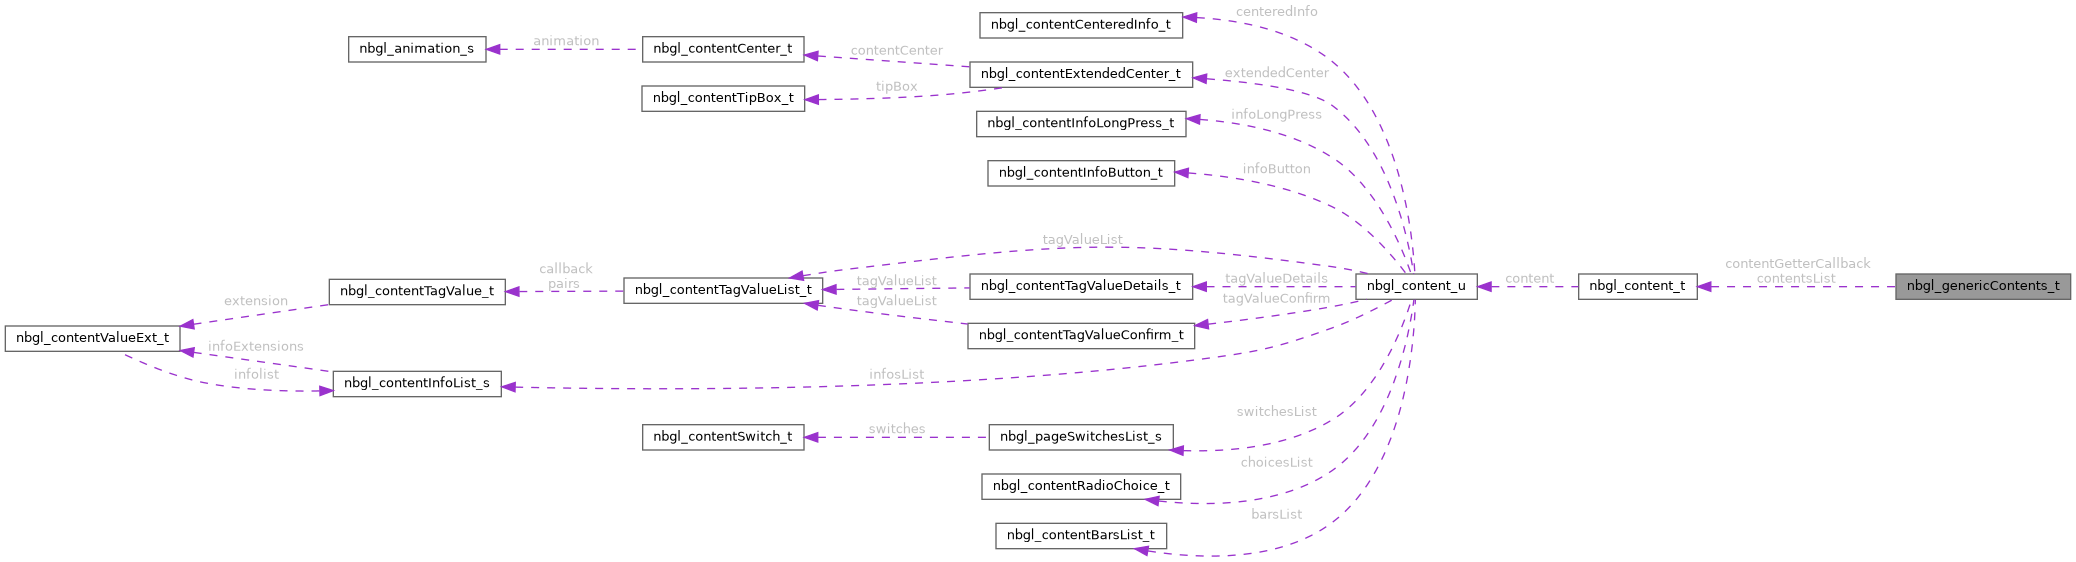 centeredInfo
nbgl_contentCenteredInfo_t
animation
nbgl_animation_s
nbgl_contentCenter_t
contentCenter
nbgl_contentExtendedCenter_t
extendedCenter
tipBox
nbgl_contentTipBox_t
infoLongPress
nbgl_contentInfoLongPress_t
infoButton
nbgl_contentInfoButton_t
tagValueList
callback
pairs
nbgl_contentTagValue_t
nbgl_contentTagValueList_t
tagValueList
nbgl_contentTagValueDetails_t
tagValueDetails
nbgl_content_u
content
nbgl_content_t
contentGetterCallback
contentsList
nbgl_genericContents_t
extension
tagValueList
tagValueConfirm
nbgl_contentTagValueConfirm_t
nbgl_contentValueExt_t
infoExtensions
infolist
nbgl_contentInfoList_s
infosList
switchesList
nbgl_contentSwitch_t
switches
nbgl_pageSwitchesList_s
choicesList
nbgl_contentRadioChoice_t
barsList
nbgl_contentBarsList_t